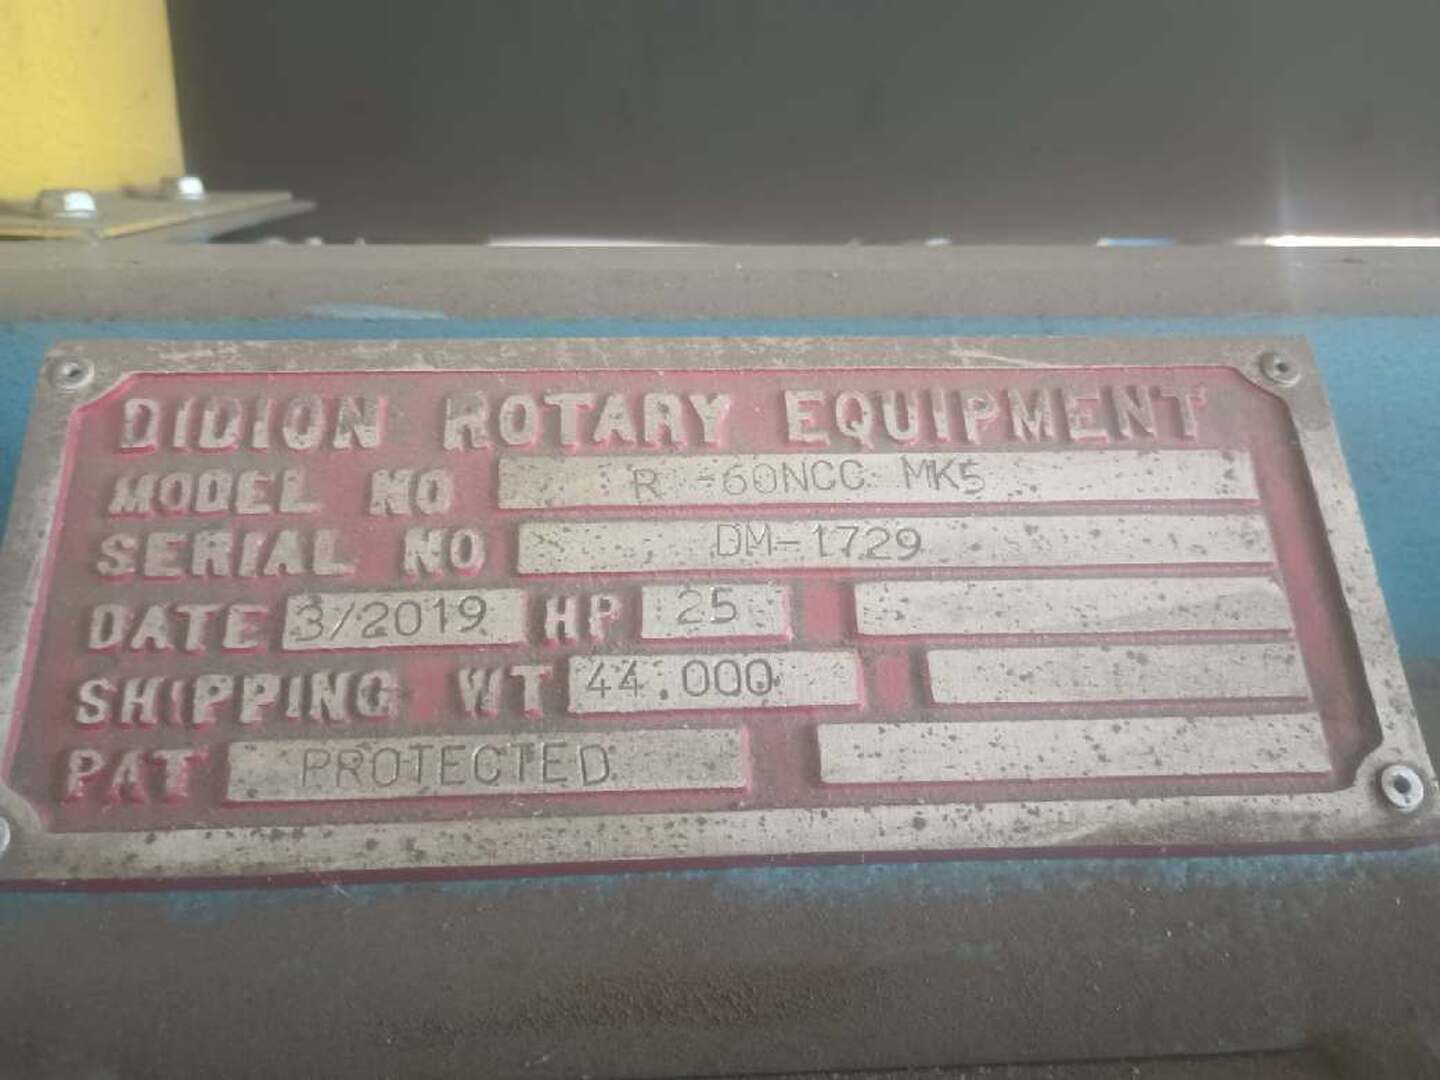 DIDION ROTARY EQUIPMENT
MODEL NO R -60NCC MK5
SERIAL NO DM-1729
DATE 3/2019 HP 25
SHIPPING WT 44.000
PAT PROTECTED